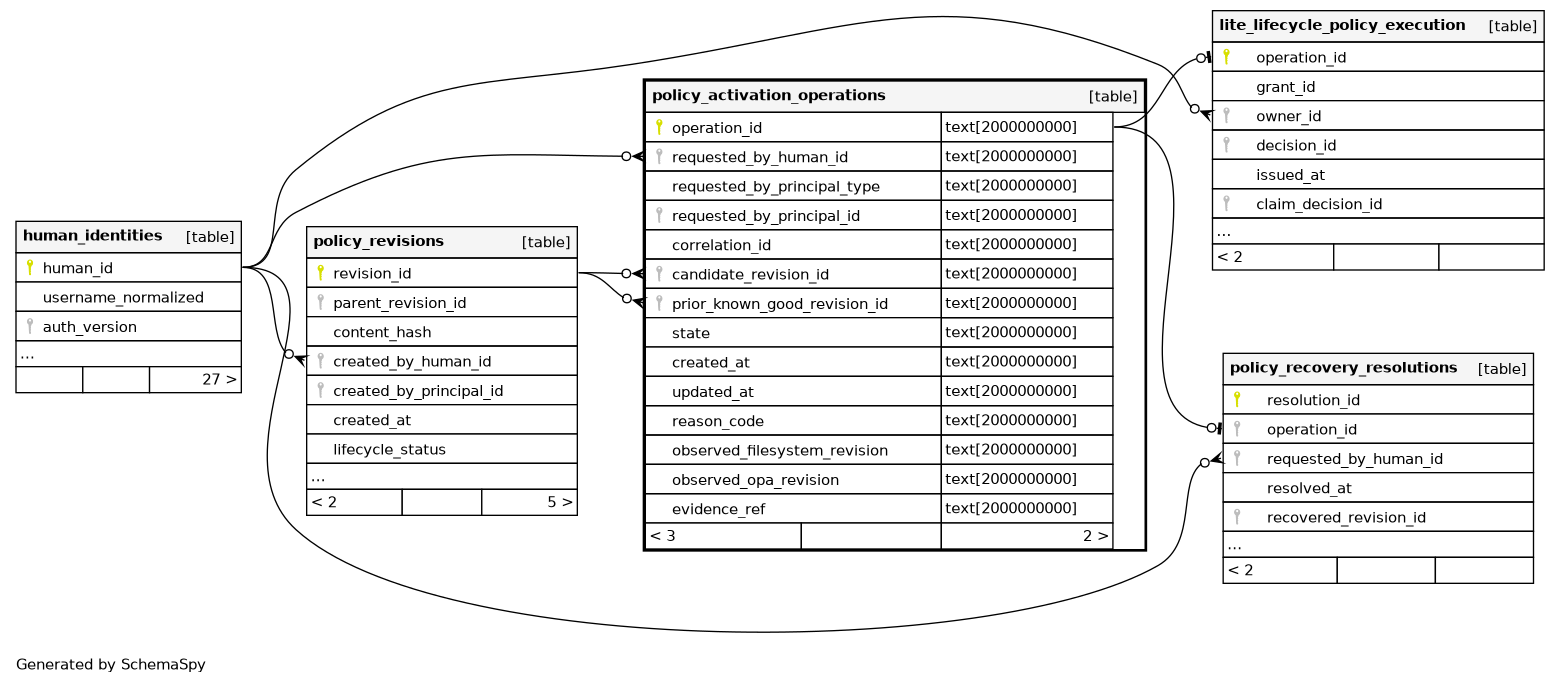 human_identities [table]
human_id
username_normalized
auth_version
...
27 >
policy_revisions [table]
revision_id
parent_revision_id
content_hash
created_by_human_id
created_by_principal_id
created_at
lifecycle_status
...
< 2 5 >
policy_activation_operations [table]
operation_id text[2000000000]
requested_by_human_id text[2000000000]
requested_by_principal_type text[2000000000]
requested_by_principal_id text[2000000000]
correlation_id text[2000000000]
candidate_revision_id text[2000000000]
prior_known_good_revision_id text[2000000000]
state text[2000000000]
created_at text[2000000000]
updated_at text[2000000000]
reason_code text[2000000000]
observed_filesystem_revision text[2000000000]
observed_opa_revision text[2000000000]
evidence_ref text[2000000000]
< 3 2 >
lite_lifecycle_policy_execution [table]
operation_id
grant_id
owner_id
decision_id
issued_at
claim_decision_id
...
< 2
policy_recovery_resolutions [table]
resolution_id
operation_id
requested_by_human_id
resolved_at
recovered_revision_id
...
< 2
Generated by SchemaSpy